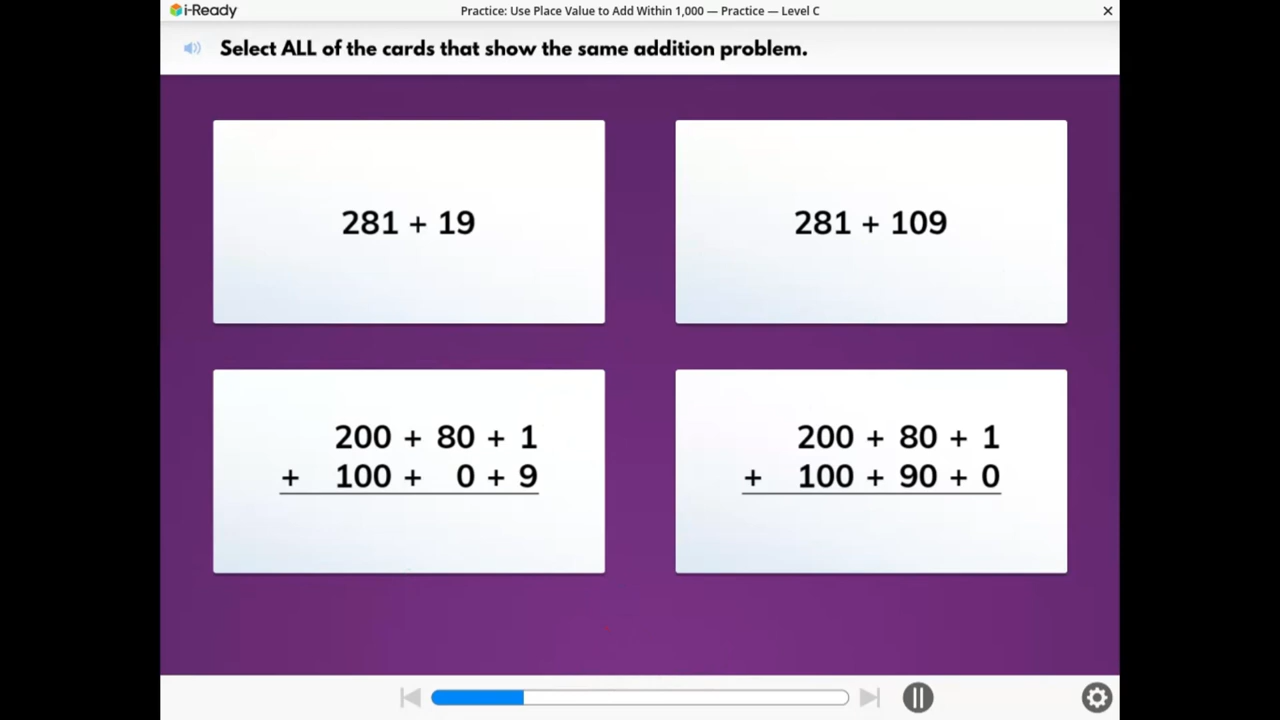 i-Ready
Practice: Use Place Value to Add Within 1,000 — Practice — Level C
Select ALL of the cards that show the same addition problem.
281 + 19
281 + 109
200 + 80 + 1
+ 100 + 0 + 9
200 + 80 + 1
+ 100 + 90 + 0